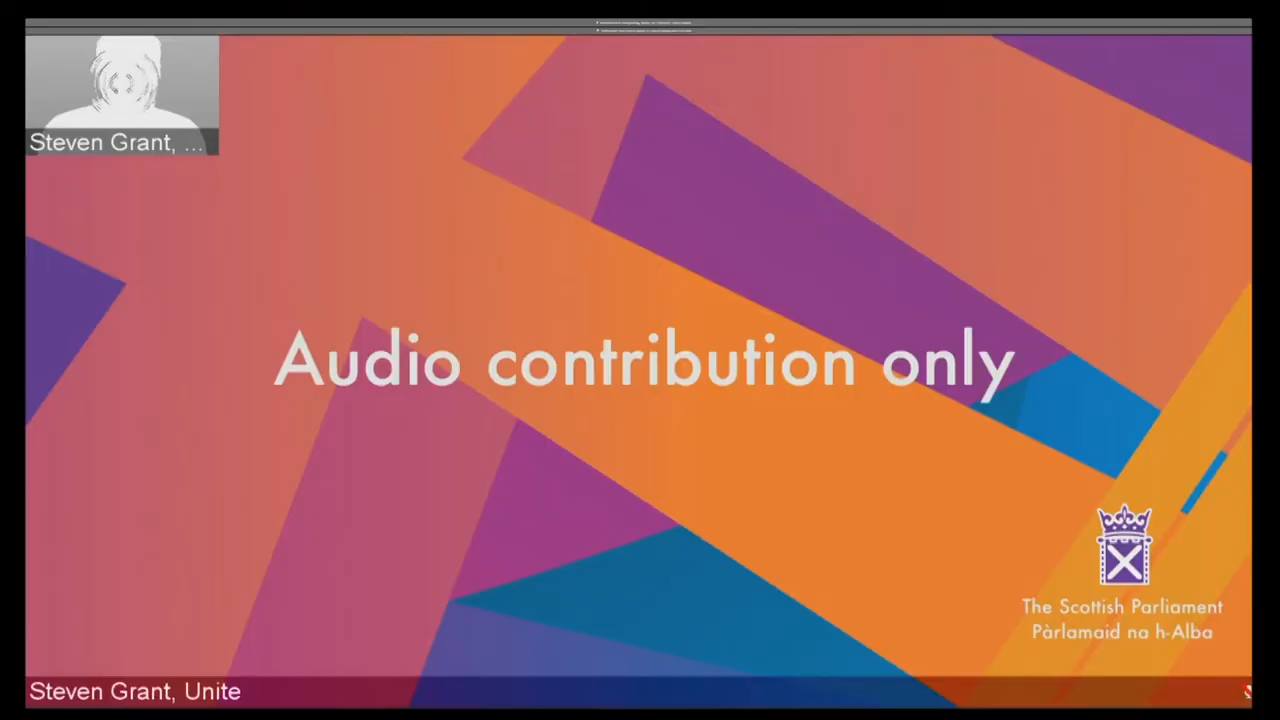 Steven Grant, ...
Audio contribution only
The Scottish Parliament
Pàrlamaid na h-Alba
Steven Grant, Unite